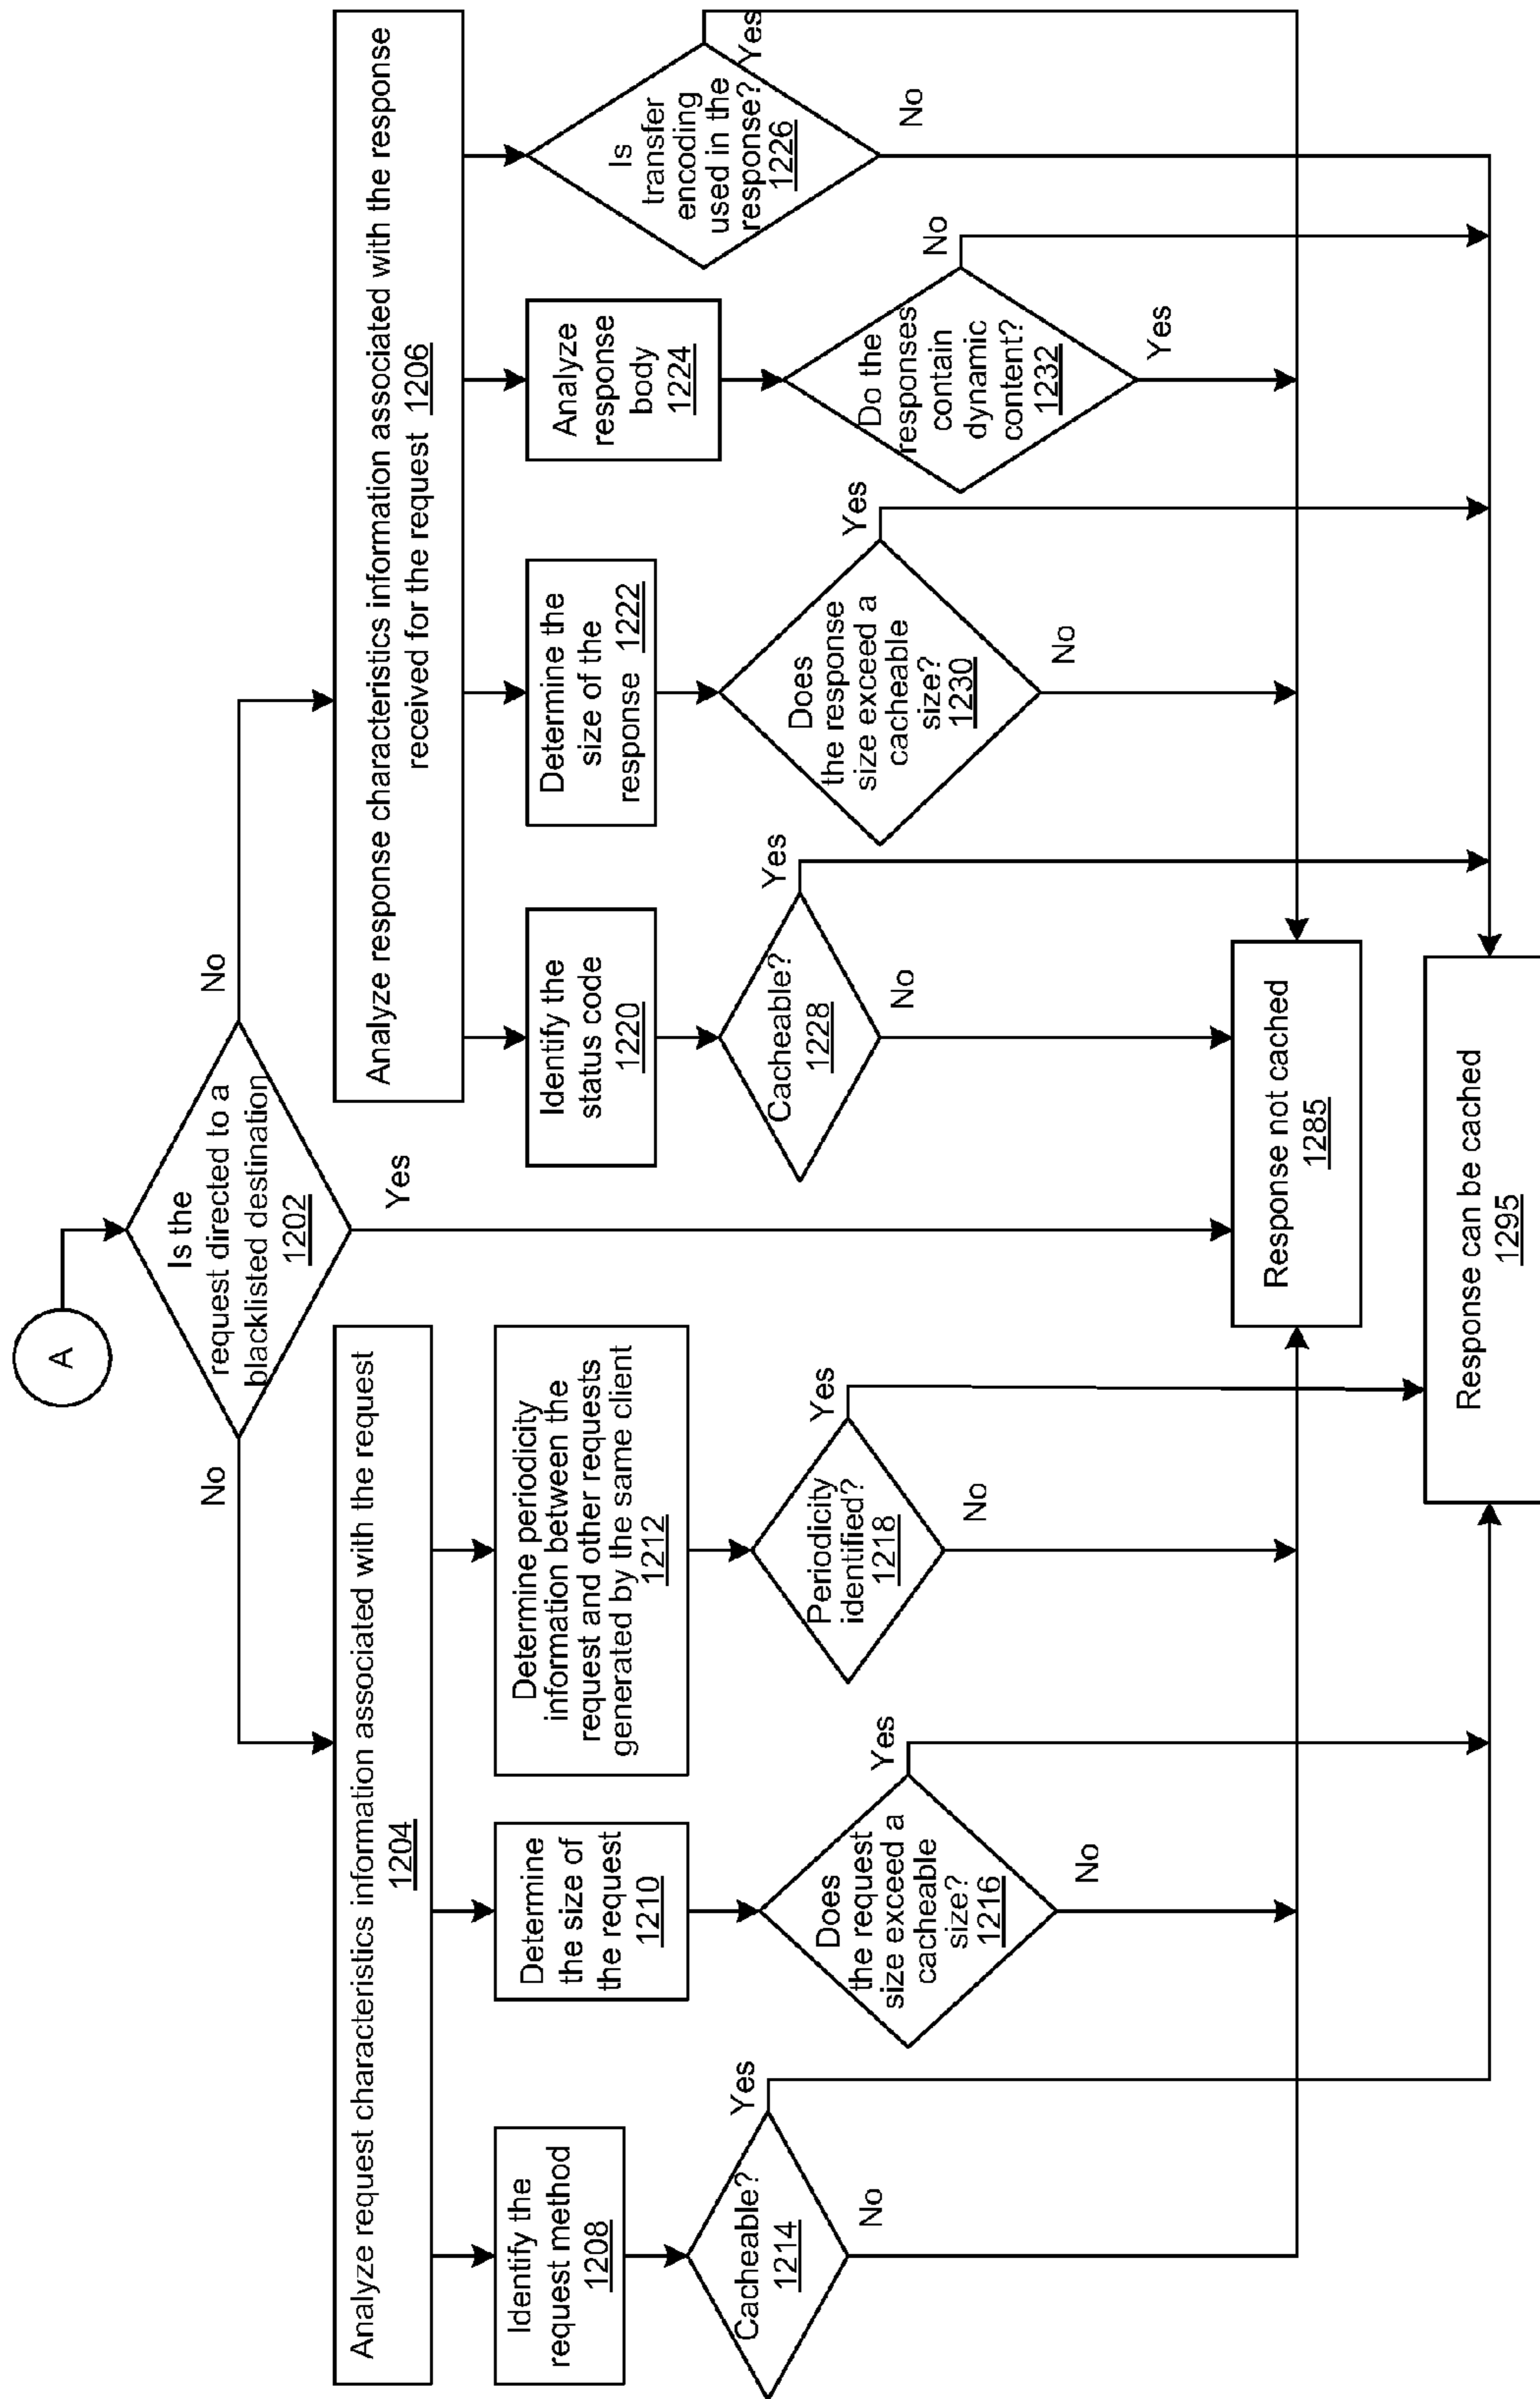 A
Is the
request directed to a
blacklisted destination
1202
No
No
Yes
Analyze request characteristics information associated with the request
1204
Analyze response characteristics information associated with the response
received for the request 1206
Identify the
request method
1208
Determine
the size of
the request
1210
Determine periodicity
information between the
request and other requests
generated by the same client
1212
Identify the
status code
1220
Determine the
size of the
response 1222
Analyze
response
body
1224
Is
transfer
encoding
used in the
response?
1226
Yes
No
Cacheable?
1214
Yes
No
Does
the request
size exceed a
cacheable
size?
1216
Yes
No
Periodicity
identified?
1218
Yes
No
Cacheable?
1228
Yes
No
Does
the response
size exceed a
cacheable
size?
1230
Yes
No
Do the
responses
contain
dynamic
content?
1232
No
Yes
Response not cached
1285
Response can be cached
1295